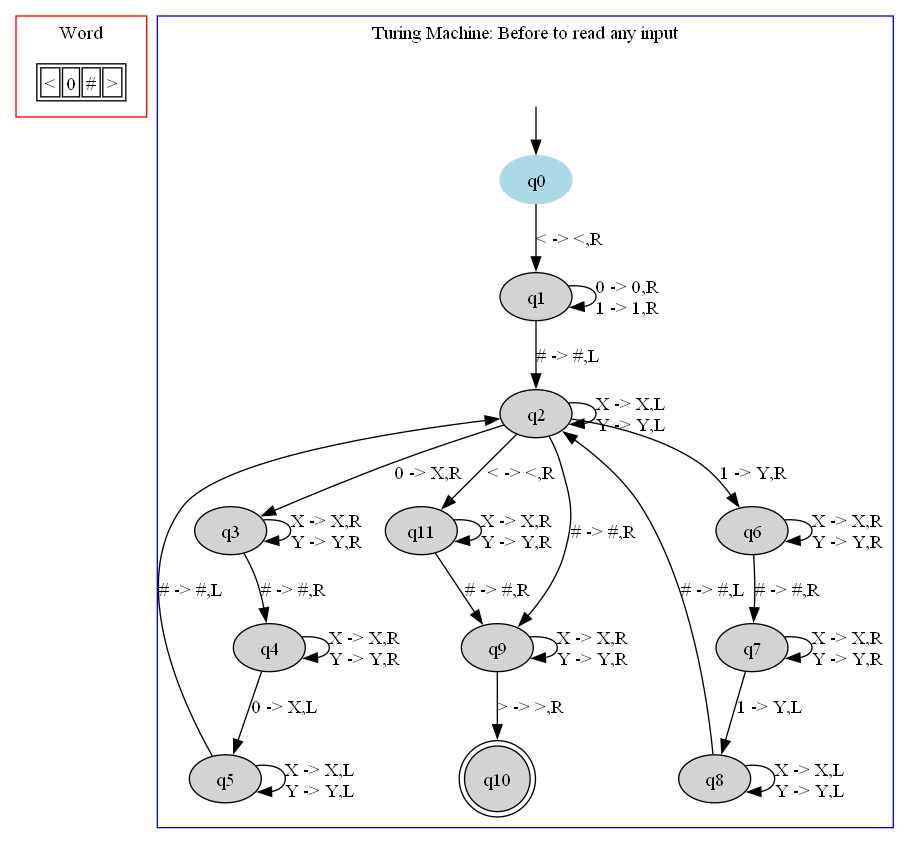 Word
< 0 # >
Turing Machine: Before to read any input
q0
< -> <,R
q1
0 -> 0,R
1 -> 1,R
# -> #,L
q2
X -> X,L
Y -> Y,L
0 -> X,R
< -> <,R
1 -> Y,R
# -> #,R
q3
X -> X,R
Y -> Y,R
q11
X -> X,R
Y -> Y,R
q6
X -> X,R
Y -> Y,R
# -> #,L
# -> #,R
# -> #,R
# -> #,L
# -> #,R
q4
X -> X,R
Y -> Y,R
q9
X -> X,R
Y -> Y,R
q7
X -> X,R
Y -> Y,R
0 -> X,L
> -> >,R
1 -> Y,L
q5
X -> X,L
Y -> Y,L
q10
q8
X -> X,L
Y -> Y,L